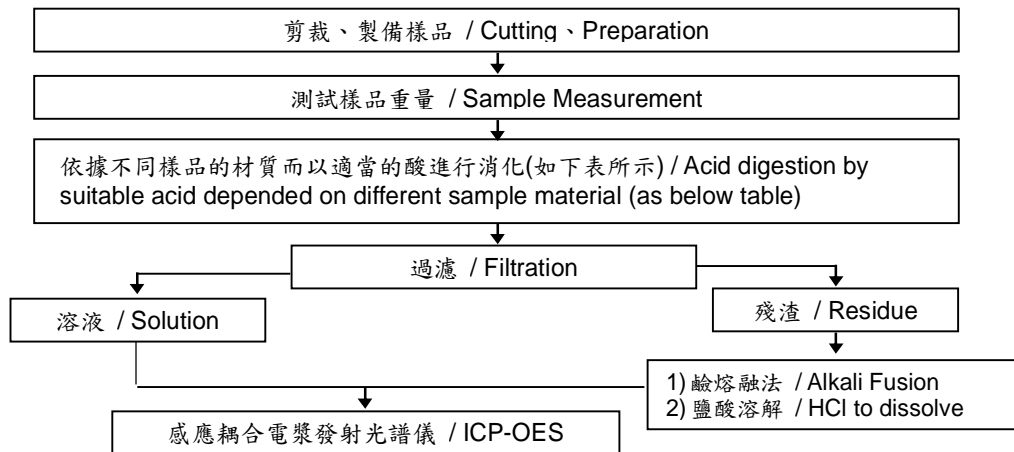 剪裁、製備樣品 / Cutting、Preparation
測試樣品重量 / Sample Measurement
依據不同樣品的材質而以適當的酸進行消化(如下表所示) / Acid digestion by
suitable acid depended on different sample material (as below table)
過濾 / Filtration
溶液 / Solution
殘渣 / Residue
1) 鹼熔融法 / Alkali Fusion
2) 鹽酸溶解 / HCl to dissolve
感應耦合電漿發射光譜儀 / ICP-OES